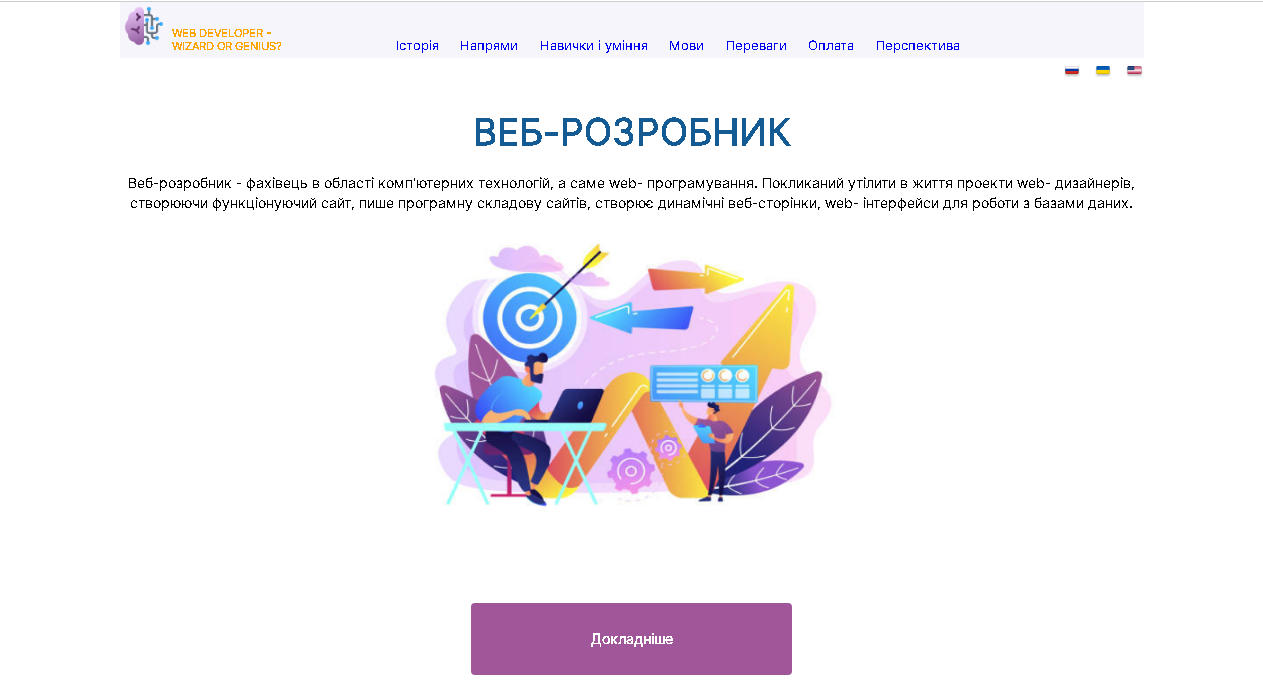 WEB DEVELOPER -
WIZARD OR GENIUS?
Історія Напрями Навички і уміння Мови Переваги Оплата Перспектива
ВЕБ-РОЗРОБНИК
Веб-розробник - фахівець в області комп'ютерних технологій, а саме web- програмування. Покликаний утілити в життя проекти web- дизайнерів,
створюючи функціонуючий сайт, пише програмну складову сайтів, створює динамічні веб-сторінки, web- інтерфейси для роботи з базами даних.
Докладніше